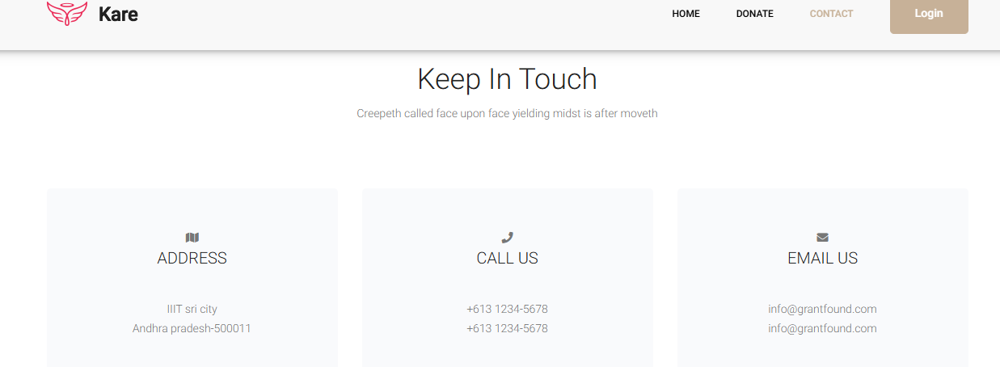 Kare
HOME DONATE CONTACT Login
Keep In Touch
Creepeth called face upon face yielding midst is after moveth
ADDRESS
IIIT sri city
Andhra pradesh-500011
CALL US
+613 1234-5678
+613 1234-5678
EMAIL US
info@grantfound.com
info@grantfound.com